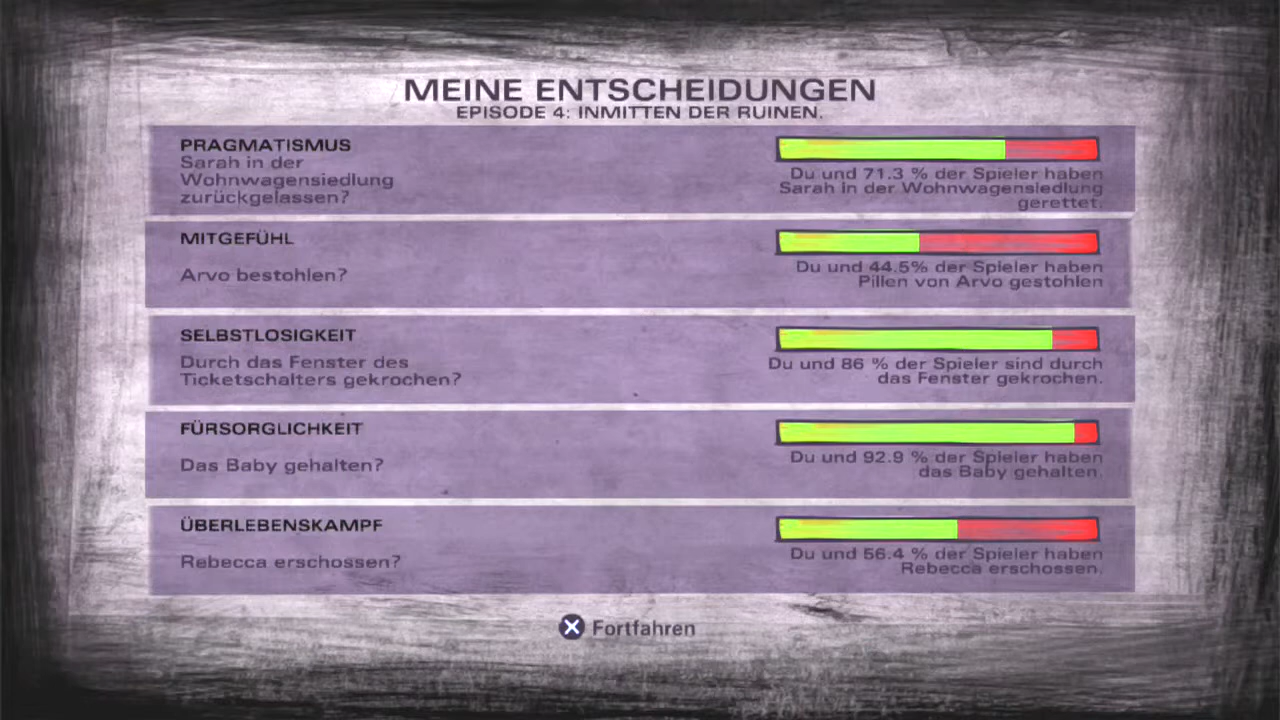 MEINE ENTSCHEIDUNGEN
EPISODE 4: INMITTEN DER RUINEN.
PRAGMATISMUS
Sarah in der
Wohnwagensiedlung
zurückgelassen?
Du und 71.3 % der Spieler haben
Sarah in der Wohnwagensiedlung
gerettet.
MITGEFÜHL
Arvo bestohlen?
Du und 44.5% der Spieler haben
Pillen von Arvo gestohlen
SELBSTLOSIGKEIT
Durch das Fenster des
Ticketschalters gekrochen?
Du und 86 % der Spieler sind durch
das Fenster gekrochen.
FÜRSORGLICHKEIT
Das Baby gehalten?
Du und 92.9 % der Spieler haben
das Baby gehalten.
ÜBERLEBENSKAMPF
Rebecca erschossen?
Du und 56.4 % der Spieler haben
Rebecca erschossen.
Fortfahren